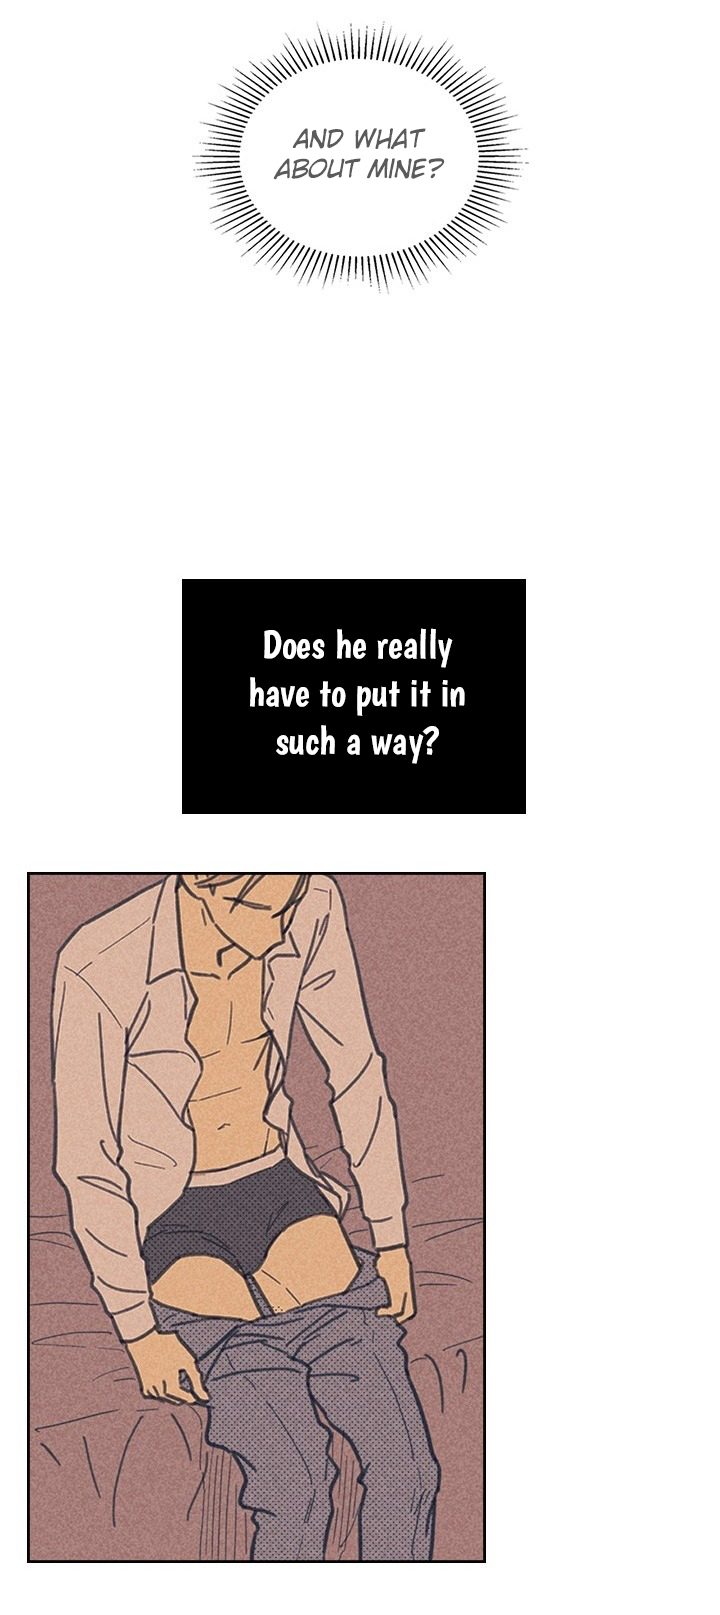 AND WHAT
ABOUT MINE?
Does he really
have to put it in
such a way?